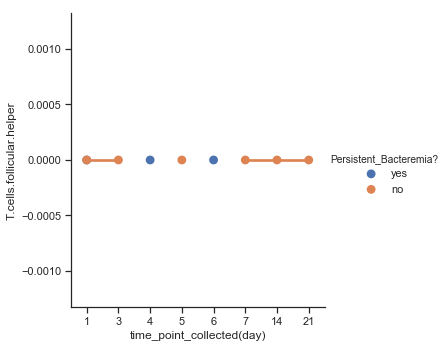 0.0010
0.0005
0.0000
−0.0005
−0.0010
T.cells.follicular.helper
1 3 4 5 6 7 14 21
time_point_collected(day)
Persistent_Bacteremia?
yes
no